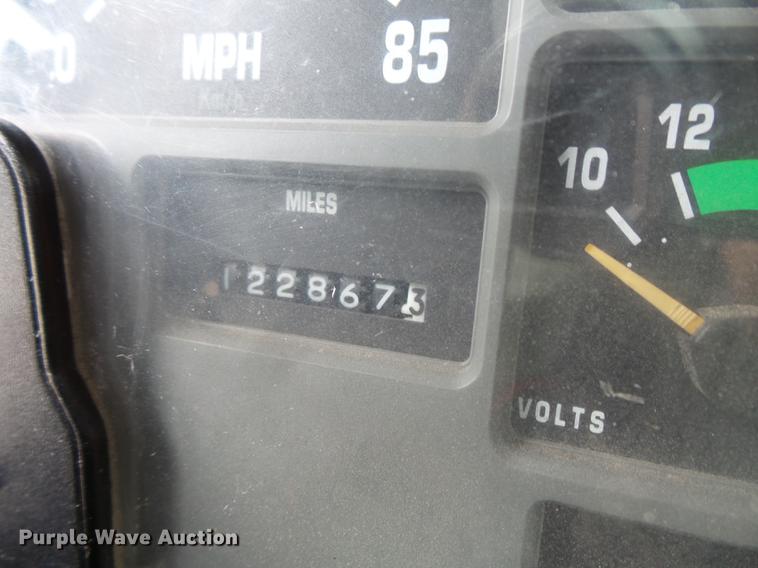 0 MPH 85
Km/h
MILES
1228673
10 12
VOLTS
Purple Wave Auction